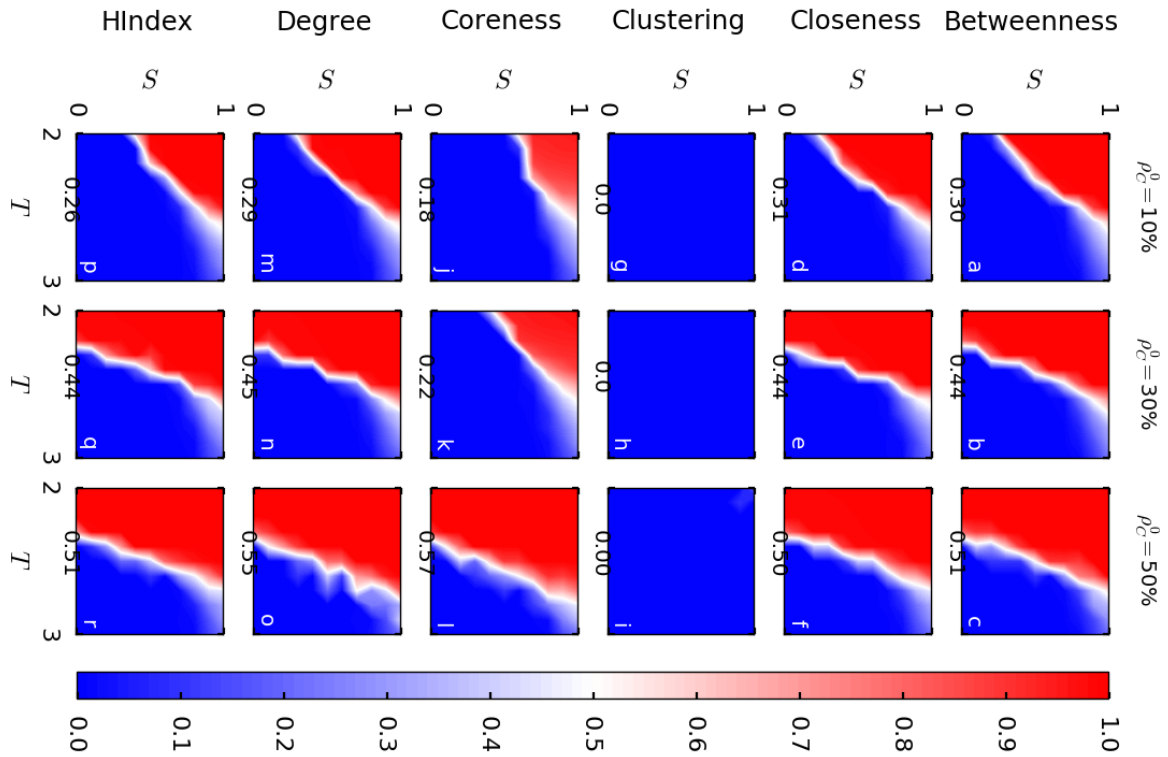 HIndex Degree Coreness Clustering Closeness Betweenness
S S S S S S
0 1 0 1 0 1 0 1 0 1 0 1
2
0.26 0.29 0.18 0.0 0.31 0.30
T
p m j g d a
3
ρ_C^0 = 10%
2
0.44 0.45 0.22 0.0 0.44 0.44
T
q n k h e b
3
ρ_C^0 = 30%
2
0.51 0.55 0.57 0.00 0.50 0.51
T
r o l i f c
3
ρ_C^0 = 50%
0.0 0.1 0.2 0.3 0.4 0.5 0.6 0.7 0.8 0.9 1.0